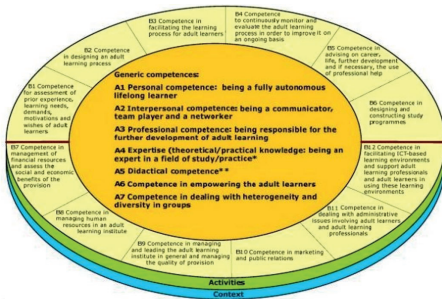 B3 Competence in
facilitating the
learning process for
adult learners
B4 Competence
to continuously monitor and
evaluate the adult learning
process in order to improve it on
an ongoing basis
B2 Competence
in designing an adult
learning process
B5 Competence
in advising on career,
life, further development
and if necessary, the use
of professional help
B1 Competence
for assessment of
prior experience,
learning needs,
demands,
motivations and
wishes of adult
learners
Generic competences:
A1 Personal competence: being a fully autonomous
lifelong learner
A2 Interpersonal competence: being a communicator,
team player and a networker
A3 Professional competence: being responsible for the
further development of adult learning
A4 Expertise (theoretical/practical knowledge: being an
expert in a field of study/practice*
A5 Didactical competence**
A6 Competence in empowering the adult learners
A7 Competence in dealing with heterogeneity and
diversity in groups
B6 Competence in
designing and
constructing study
programmes
B7 Competence in
management of
financial resources
and assess the
social and economic
benefits of the
provision
B12 Competence in
facilitating ICT-based
learning environments
and support adult
learning professionals
and adult learners in
using these learning
environments
B8 Competence in
managing human
resources in an adult
learning institute
B11
Competence in
dealing with administrative
issues involving adult learners
and adult learning
professionals
B9 Competence in managing
and leading the adult learning
institute in general and managing
the quality of provision
B10 Competence in marketing
and public relations
Activities
Context